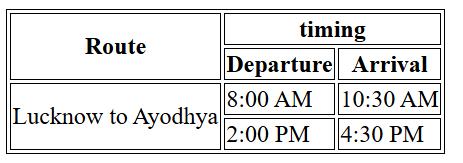 Route timing
Departure Arrival
Lucknow to Ayodhya 8:00 AM 10:30 AM
2:00 PM 4:30 PM